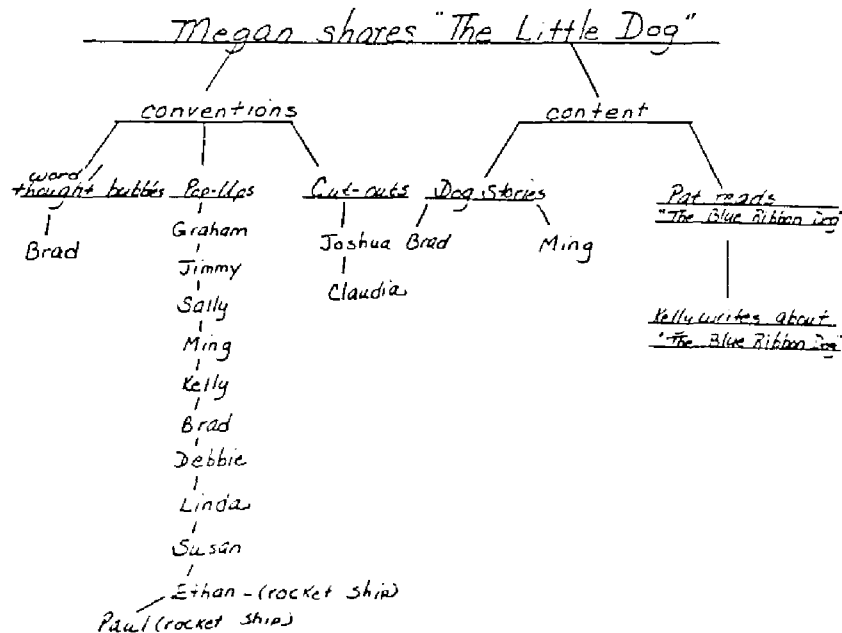 Megan shares "The Little Dog"
conventions content
word
thought bubbles Pop-Ups Cut-outs Dog Stories Pat reads
"The Blue Ribbon Dog"
Graham
Brad Joshua Brad Ming
Jimmy
Claudia
Sally
Kelly writes about
Ming "The Blue Ribbon Dog"
Kelly
Brad
Debbie
Linda
Susan
Ethan - (rocket ship)
Paul (rocket ship)